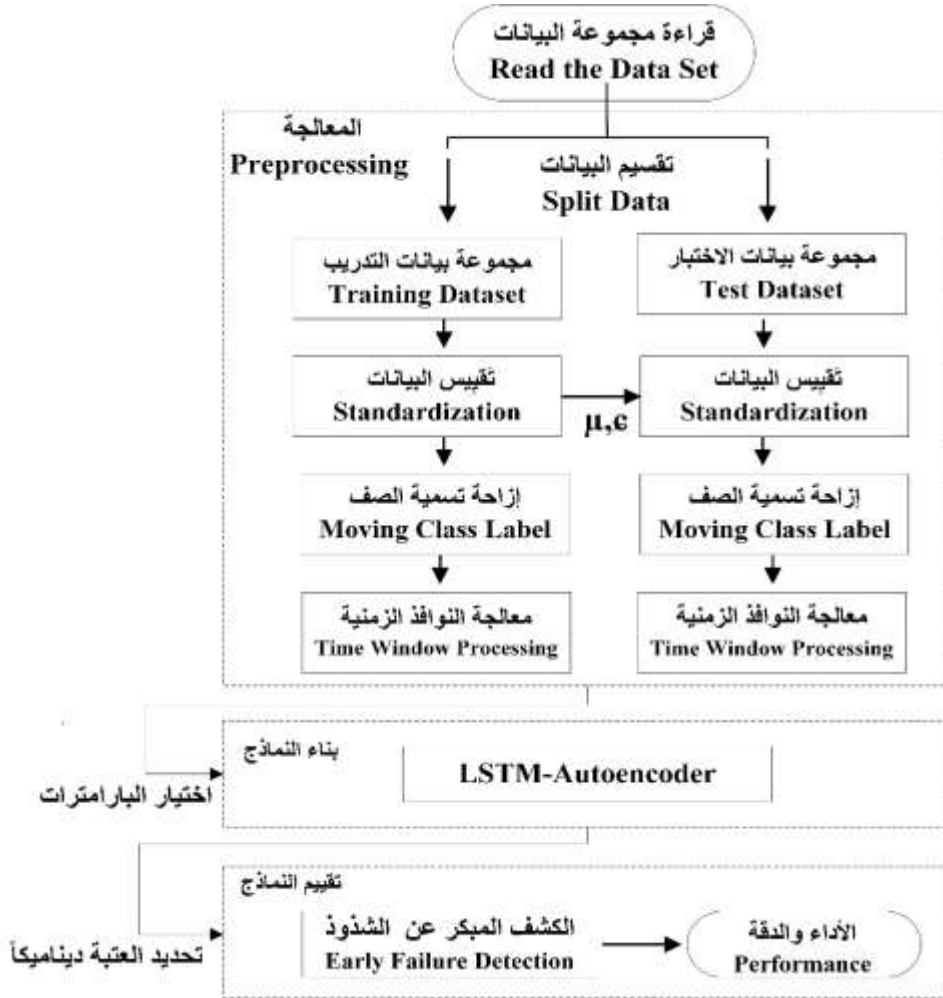 قراءة مجموعة البيانات
Read the Data Set
المعالجة
Preprocessing
تقسيم البيانات
Split Data
مجموعة بيانات التدريب
Training Dataset
مجموعة بيانات الاختبار
Test Dataset
تقييس البيانات
Standardization
μ,ϵ
تقييس البيانات
Standardization
إزاحة تسمية الصف
Moving Class Label
إزاحة تسمية الصف
Moving Class Label
معالجة النوافذ الزمنية
Time Window Processing
معالجة النوافذ الزمنية
Time Window Processing
بناء النماذج
LSTM-Autoencoder
اختيار البارامترات
تقييم النماذج
الكشف المبكر عن الشذوذ
Early Failure Detection
الأداء والدقة
Performance
تحديد العتبة ديناميكاً